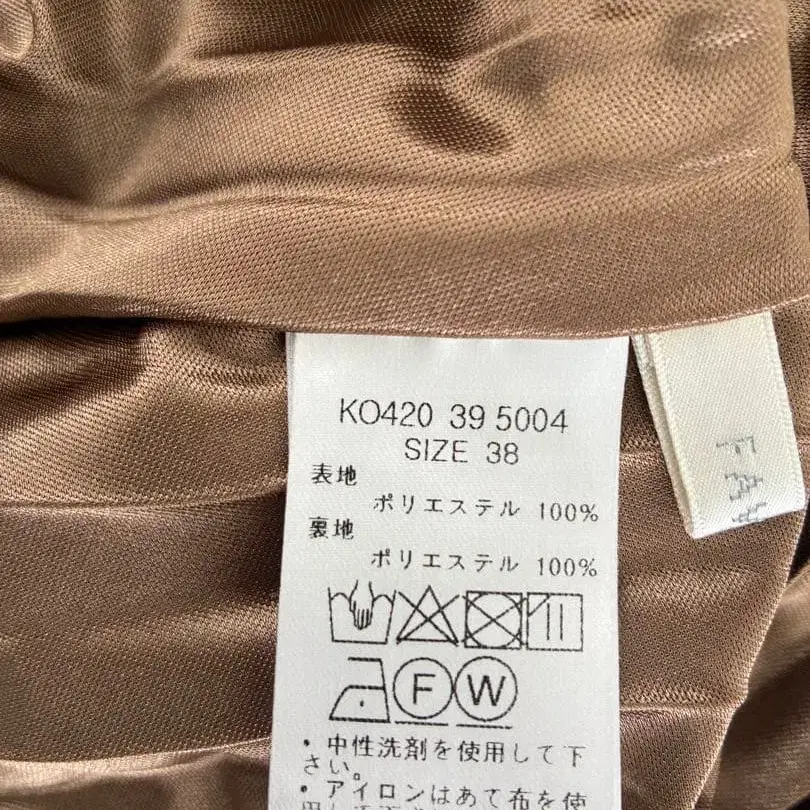 KO420 39 5004
SIZE 38
表地
ポリエステル 100%
裏地
ポリエステル 100%
F W
・中性洗剤を使用して下
さい。
・アイロンはあて布を使
FAV